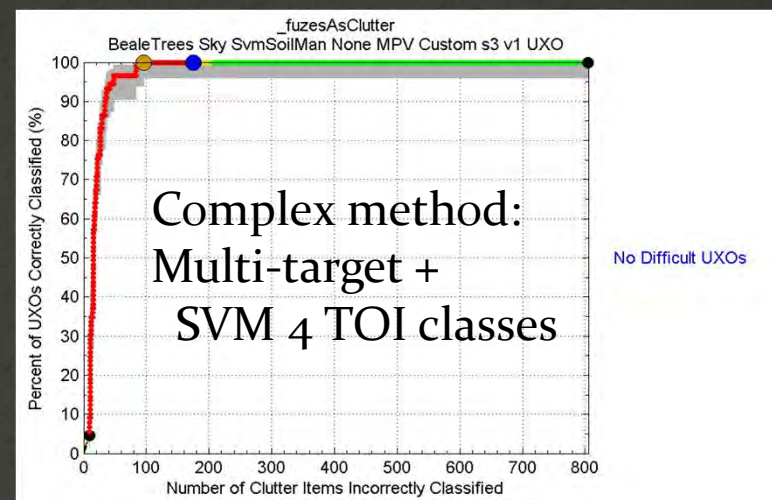 _fuzesAsClutter
BealeTrees Sky SvmSoilMan None MPV Custom s3 v1 UXO
Percent of UXOs Correctly Classified (%)
100
90
80
70
60
50
40
30
20
10
0
Complex method:
Multi-target +
SVM 4 TOI classes
No Difficult UXOs
0 100 200 300 400 500 600 700 800
Number of Clutter Items Incorrectly Classified